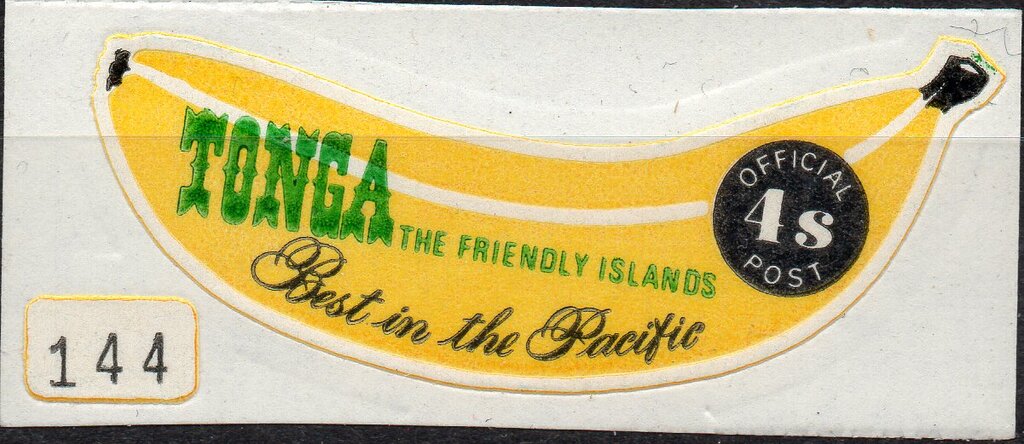 TONGA
THE FRIENDLY ISLANDS
Best in the Pacific
OFFICIAL
4s
POST
144